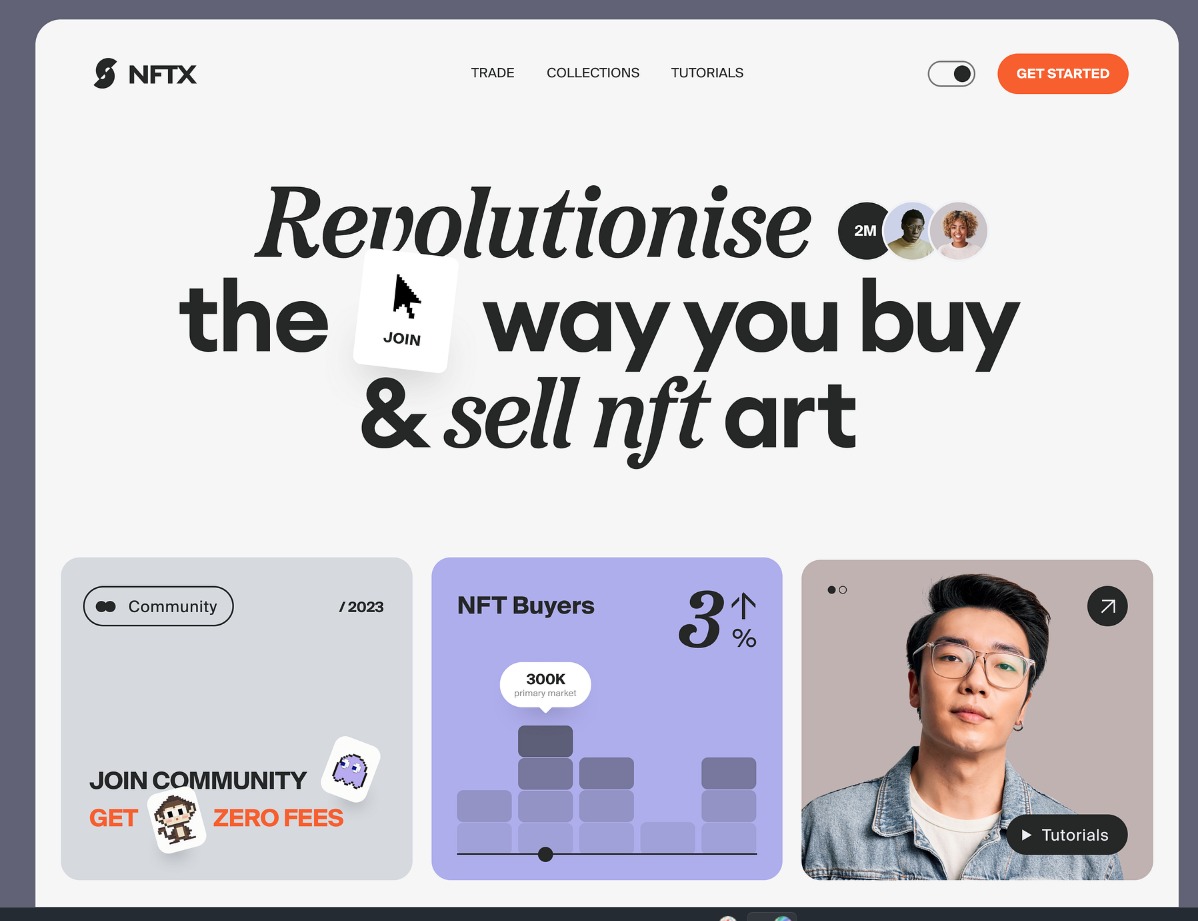 NFTX
TRADE COLLECTIONS TUTORIALS
GET STARTED
Revolutionise 2M
the JOIN way you buy
& sell nft art
Community
/ 2023
JOIN COMMUNITY
GET ZERO FEES
NFT Buyers
3 %
300K
primary market
Tutorials